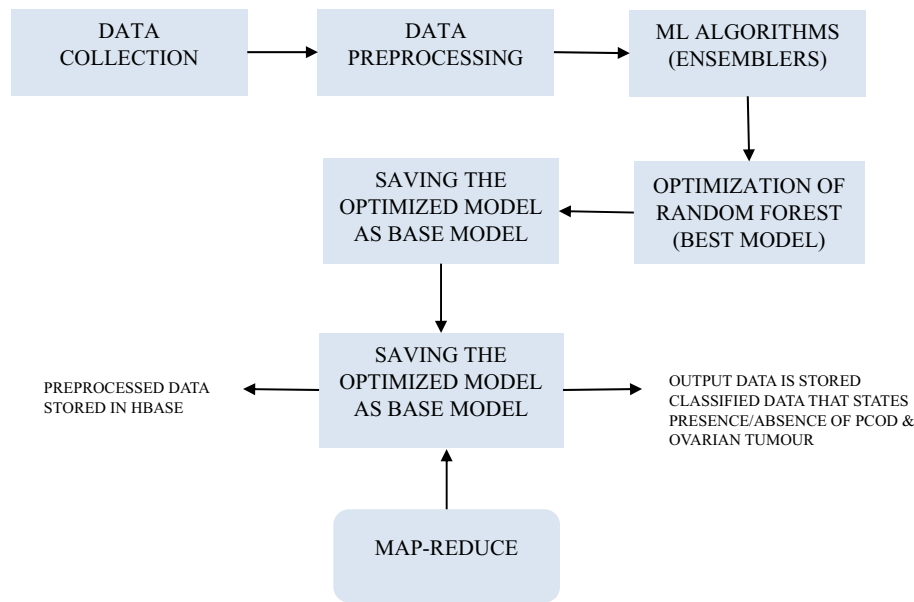 DATA
COLLECTION
DATA
PREPROCESSING
ML ALGORITHMS
(ENSEMBLERS)
SAVING THE
OPTIMIZED MODEL
AS BASE MODEL
OPTIMIZATION OF
RANDOM FOREST
(BEST MODEL)
PREPROCESSED DATA
STORED IN HBASE
SAVING THE
OPTIMIZED MODEL
AS BASE MODEL
OUTPUT DATA IS STORED
CLASSIFIED DATA THAT STATES
PRESENCE/ABSENCE OF PCOD &
OVARIAN TUMOUR
MAP-REDUCE